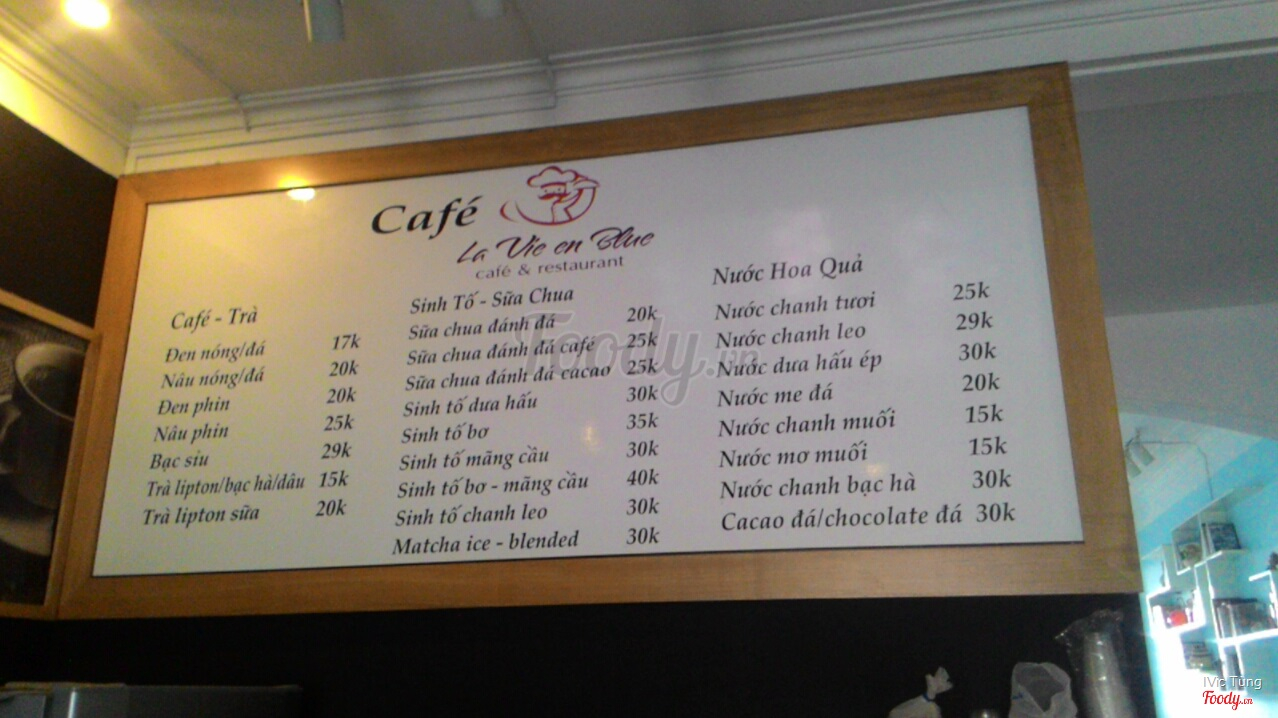 Café
La Vie en Blue
café & restaurant
Café - Trà
Đen nóng/đá 17k
Nâu nóng/đá 20k
Đen phin 20k
Nâu phin 25k
Bạc sỉu 29k
Trà lipton/bạc hà/dâu 15k
Trà lipton sữa 20k
Sinh Tố - Sữa Chua
Sữa chua đánh đá 20k
Sữa chua đánh đá café 25k
Sữa chua đánh đá cacao 25k
Sinh tố dưa hấu 30k
Sinh tố bơ 35k
Sinh tố mãng cầu 30k
Sinh tố bơ - mãng cầu 40k
Sinh tố chanh leo 30k
Matcha ice - blended 30k
Nước Hoa Quả
Nước chanh tươi 25k
Nước chanh leo 29k
Nước dưa hấu ép 30k
Nước me đá 20k
Nước chanh muối 15k
Nước mơ muối 15k
Nước chanh bạc hà 30k
Cacao đá/chocolate đá 30k
Foody.vn
IVic Tùng
Foody.vn